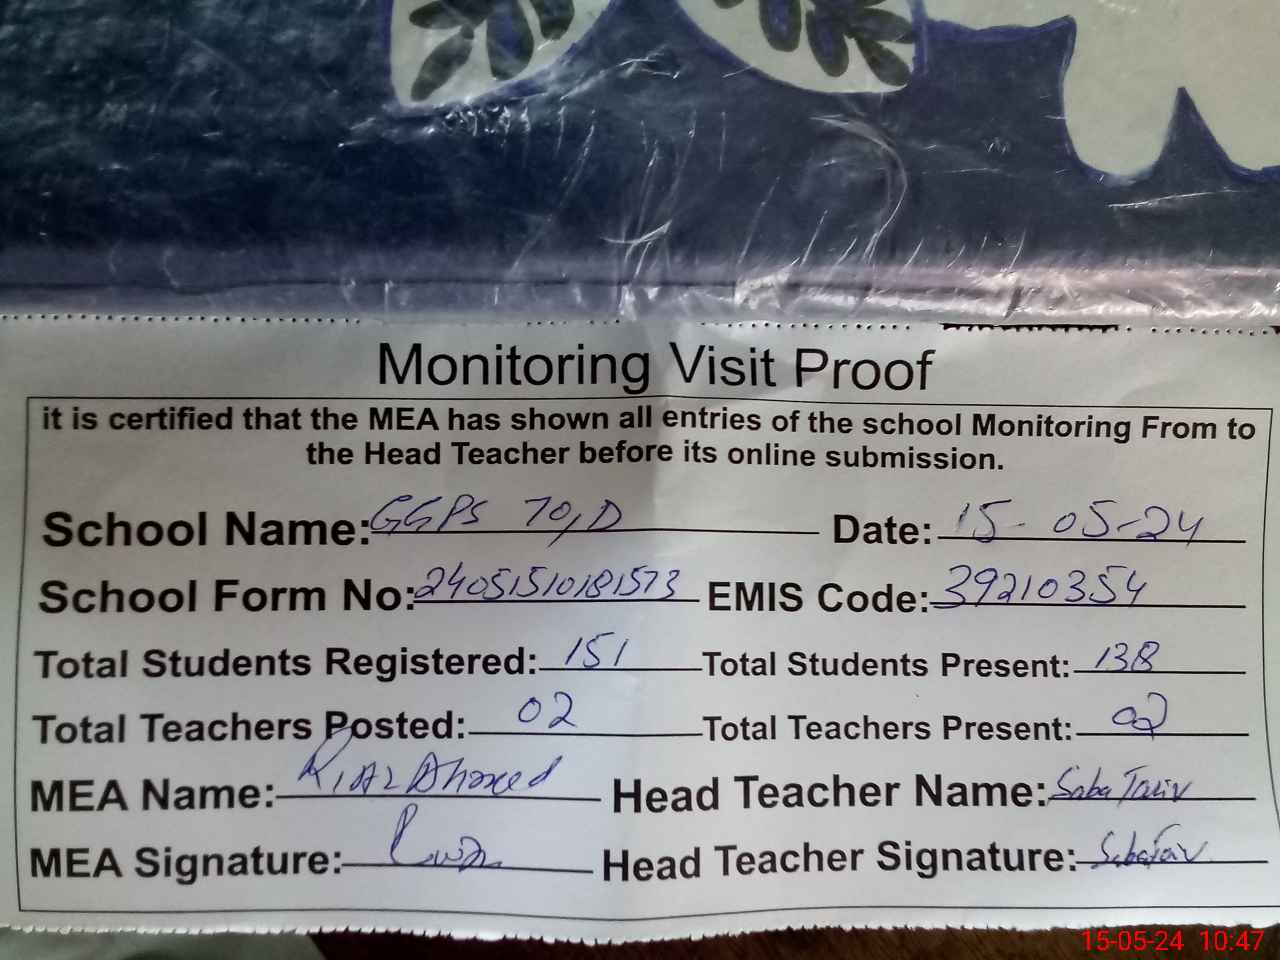 Monitoring Visit Proof
it is certified that the MEA has shown all entries of the school Monitoring From to
the Head Teacher before its online submission.
School Name: GGPS 70,D Date: 15-05-24
School Form No: 24051510181573 EMIS Code: 39210354
Total Students Registered: 151 Total Students Present: 138
Total Teachers Posted: 02 Total Teachers Present: 02
MEA Name: Riaz Ahmed Head Teacher Name: Saba
MEA Signature: Head Teacher Signature:
15-05-24 10:47